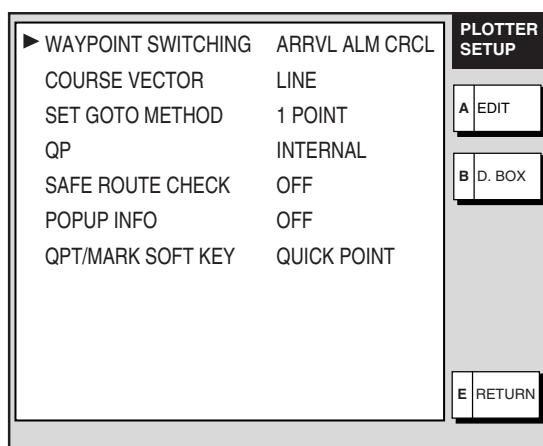 PLOTTER
SETUP
▶ WAYPOINT SWITCHING ARRVL ALM CRCL
COURSE VECTOR LINE
SET GOTO METHOD 1 POINT
QP INTERNAL
SAFE ROUTE CHECK OFF
POPUP INFO OFF
QPT/MARK SOFT KEY QUICK POINT
A EDIT
B D. BOX
E RETURN